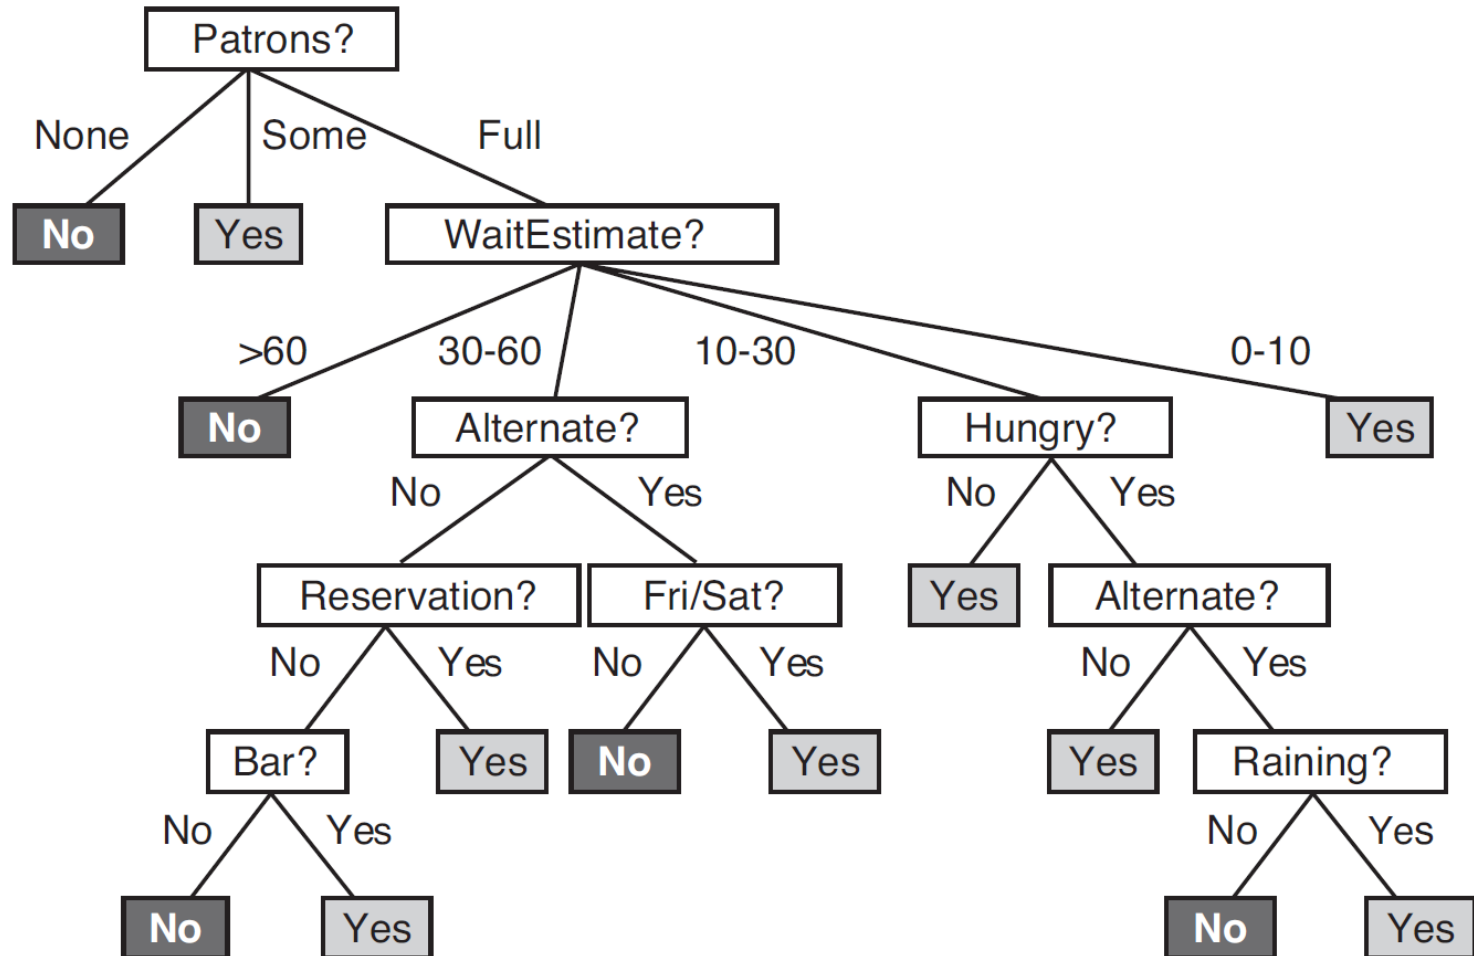 Patrons?
None Some Full
No Yes WaitEstimate?
>60 30-60 10-30 0-10
No Alternate? Hungry? Yes
No Yes No Yes
Reservation? Fri/Sat? Yes Alternate?
No Yes No Yes No Yes
Bar? Yes No Yes Yes Raining?
No Yes No Yes
No Yes No Yes